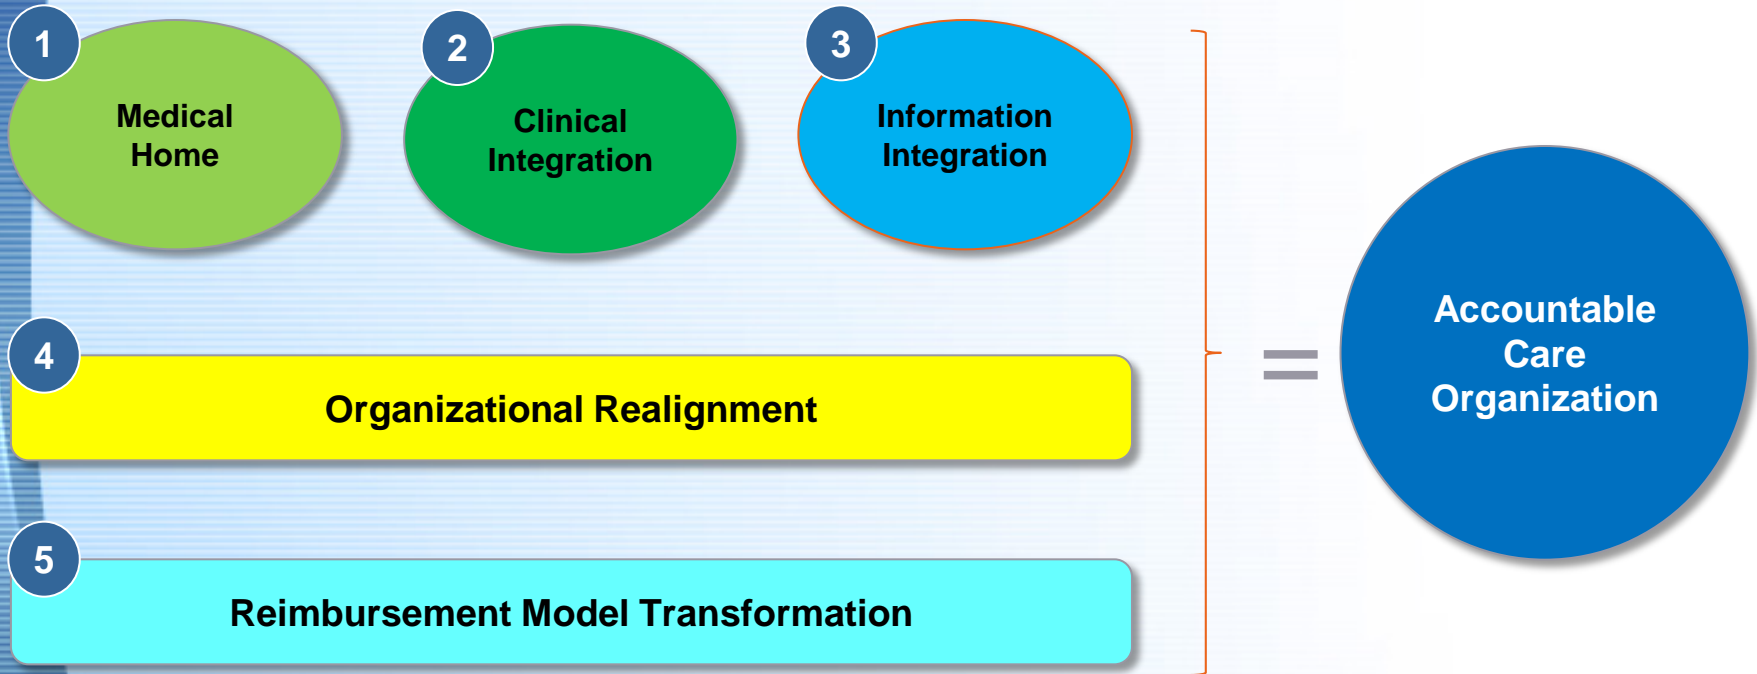 1
Medical
Home
2
Clinical
Integration
3
Information
Integration
4
Organizational Realignment
5
Reimbursement Model Transformation
=
Accountable
Care
Organization